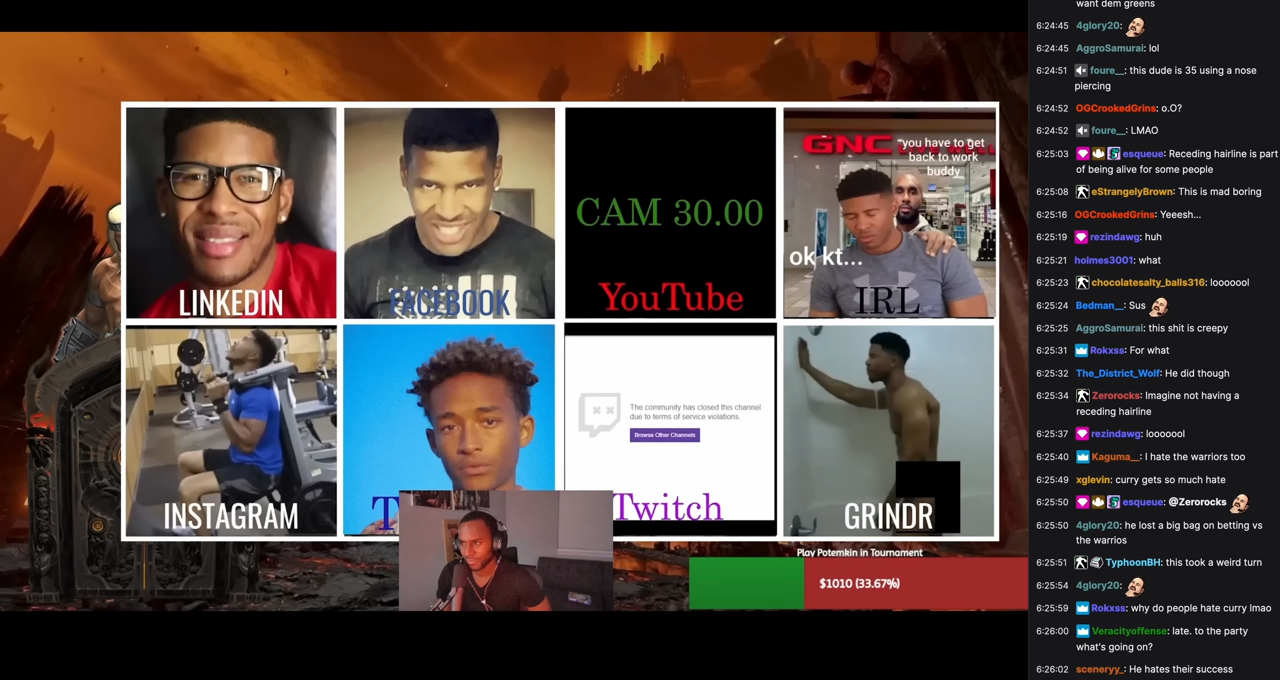 LINKEDIN
FACEBOOK
CAM 30.00
YouTube
GNC
"you have to get
back to work
buddy
ok kt...
IRL
INSTAGRAM
T
The community has closed this channel
due to terms of service violations.
Browse Other Channels
Twitch
GRINDR
Play Potemkin in Tournament
$1010 (33.67%)
want dem greens
6:24:45 4glory20:
6:24:45 AggroSamurai: lol
6:24:51 foure__: this dude is 35 using a nose
piercing
6:24:52 OGCrookedGrins: o.O?
6:24:52 foure__: LMAO
6:25:03 esqueue: Receding hairline is part
of being alive for some people
6:25:08 eStrangelyBrown: This is mad boring
6:25:16 OGCrookedGrins: Yeeesh...
6:25:19 rezindawg: huh
6:25:21 holmes3001: what
6:25:23 chocolatesalty_balls316: looooool
6:25:24 Bedman__: Sus
6:25:25 AggroSamurai: this shit is creepy
6:25:31 Rokxss: For what
6:25:32 The_District_Wolf: He did though
6:25:34 Zerorocks: Imagine not having a
receding hairline
6:25:37 rezindawg: looooool
6:25:40 Kaguma__: I hate the warriors too
6:25:49 xglevin: curry gets so much hate
6:25:50 esqueue: @Zerorocks
6:25:50 4glory20: he lost a big bag on betting vs
the warrios
6:25:51 TyphoonBH: this took a weird turn
6:25:54 4glory20:
6:25:59 Rokxss: why do people hate curry lmao
6:26:00 Veracityoffense: late. to the party
what's going on?
6:26:02 sceneryy_: He hates their success